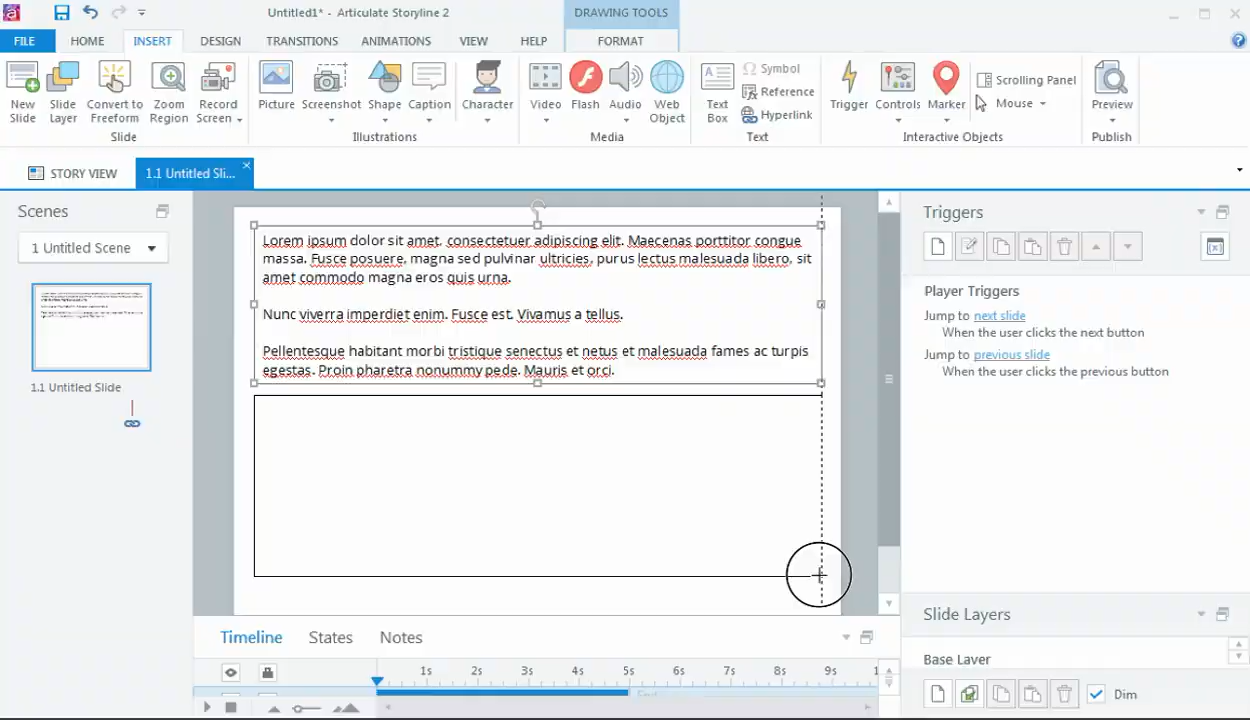 Untitled1* - Articulate Storyline 2
DRAWING TOOLS
FILE HOME INSERT DESIGN TRANSITIONS ANIMATIONS VIEW HELP FORMAT
New Slide
Slide Layer
Convert to Freeform
Zoom Region
Record Screen
Slide
Picture
Screenshot
Shape
Caption
Character
Illustrations
Video
Flash
Audio
Web Object
Media
Text Box
Symbol
Reference
Hyperlink
Text
Trigger
Controls
Marker
Scrolling Panel
Mouse
Interactive Objects
Preview
Publish
STORY VIEW
1.1 Untitled Sli...
Scenes
1 Untitled Scene
1.1 Untitled Slide
Lorem ipsum dolor sit amet, consectetuer adipiscing elit. Maecenas porttitor congue
massa. Fusce posuere, magna sed pulvinar ultricies, purus lectus malesuada libero, sit
amet commodo magna eros quis urna.
Nunc viverra imperdiet enim. Fusce est. Vivamus a tellus.
Pellentesque habitant morbi tristique senectus et netus et malesuada fames ac turpis
egestas. Proin pharetra nonummy pede. Mauris et orci.
Triggers
Player Triggers
Jump to next slide
When the user clicks the next button
Jump to previous slide
When the user clicks the previous button
Slide Layers
Base Layer
Dim
Timeline States Notes
1s 2s 3s 4s 5s 6s 7s 8s 9s
End